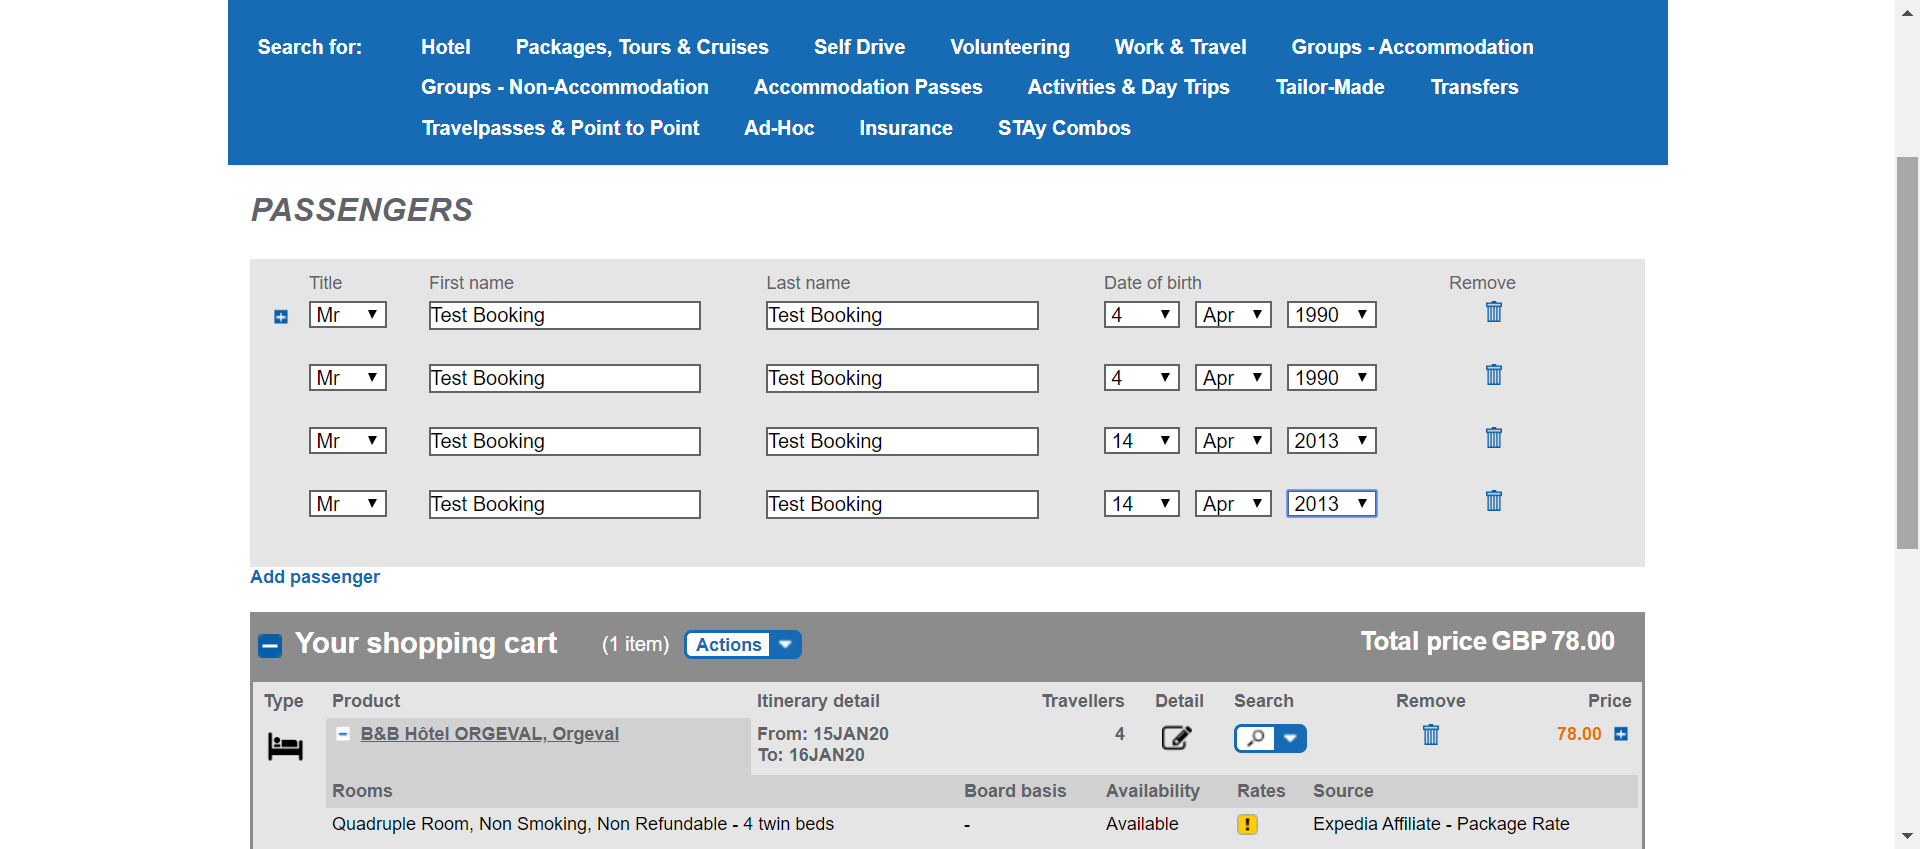 Search for: Hotel Packages, Tours & Cruises Self Drive Volunteering Work & Travel Groups - Accommodation
Groups - Non-Accommodation Accommodation Passes Activities & Day Trips Tailor-Made Transfers
Travelpasses & Point to Point Ad-Hoc Insurance STAy Combos
PASSENGERS
Title First name Last name Date of birth Remove
Mr Test Booking Test Booking 4 Apr 1990
Mr Test Booking Test Booking 4 Apr 1990
Mr Test Booking Test Booking 14 Apr 2013
Mr Test Booking Test Booking 14 Apr 2013
Add passenger
Your shopping cart (1 item) Actions Total price GBP 78.00
Type Product Itinerary detail Travellers Detail Search Remove Price
B&B Hôtel ORGEVAL, Orgeval From: 15JAN20 4 78.00
To: 16JAN20
Rooms Board basis Availability Rates Source
Quadruple Room, Non Smoking, Non Refundable - 4 twin beds - Available Expedia Affiliate - Package Rate